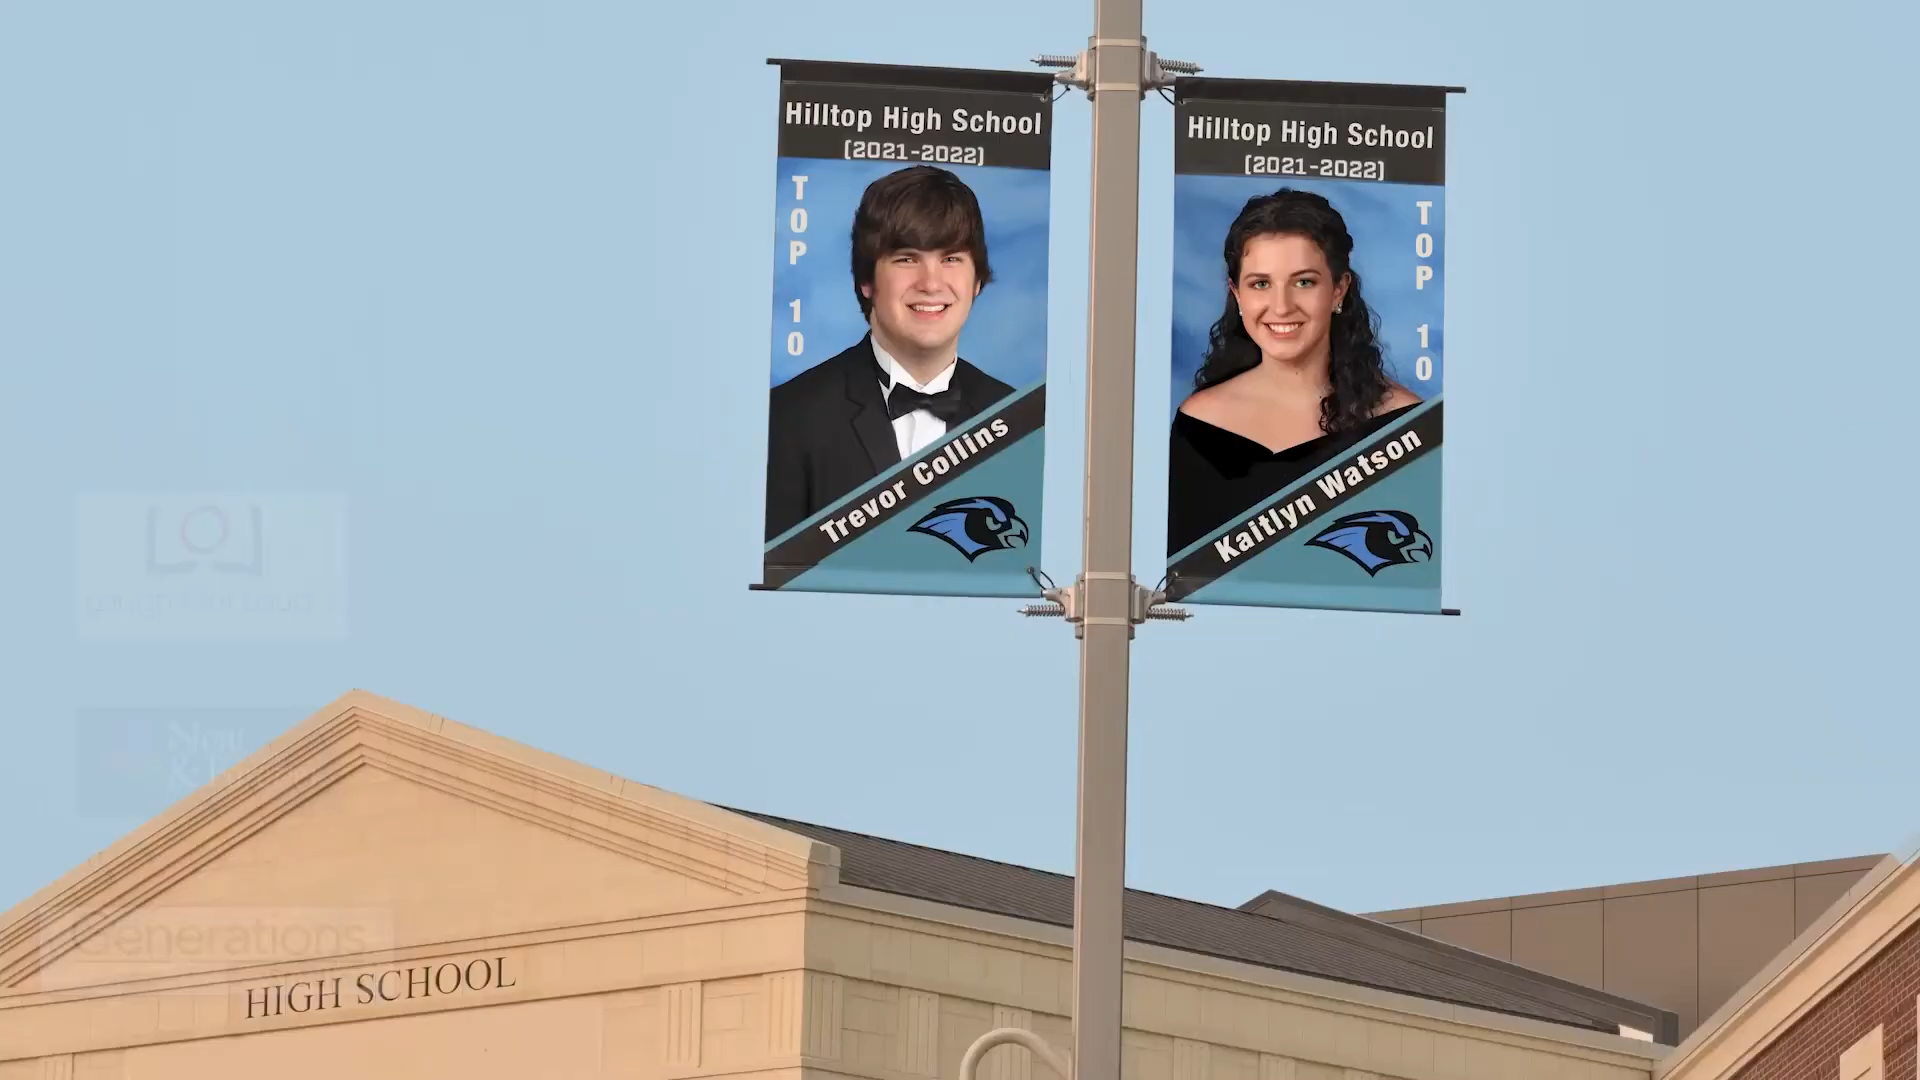 Hilltop High School
(2021-2022)
TOP 10
Trevor Collins
Hilltop High School
(2021-2022)
TOP 10
Kaitlyn Watson
Generations
HIGH SCHOOL